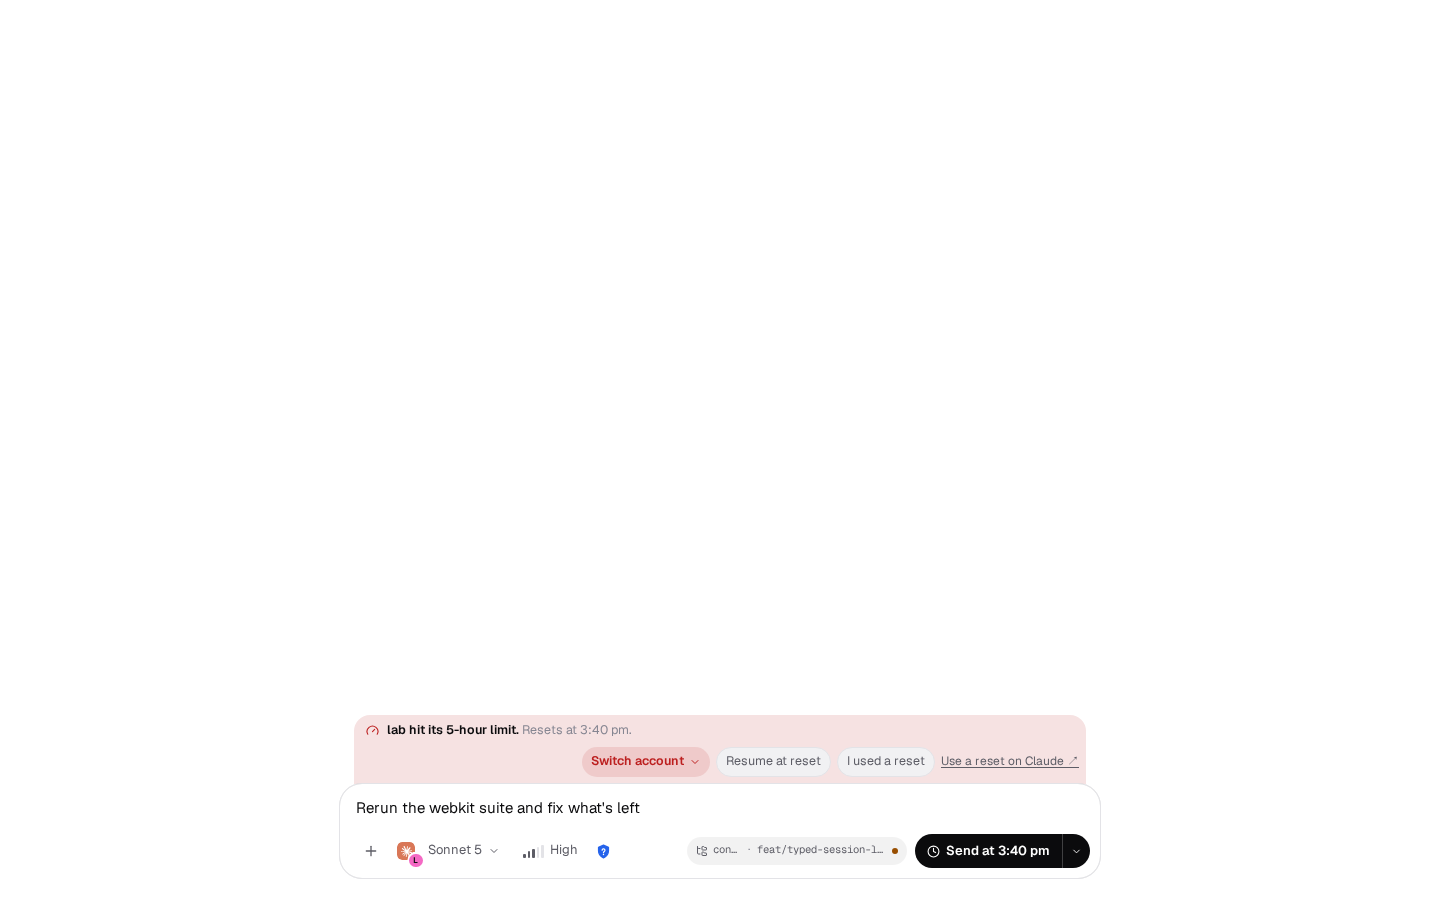 lab hit its 5-hour limit. Resets at 3:40 pm.
Switch account Resume at reset I used a reset Use a reset on Claude ↗
Rerun the webkit suite and fix what's left
L Sonnet 5 High ? con… · feat/typed-session-l… Send at 3:40 pm